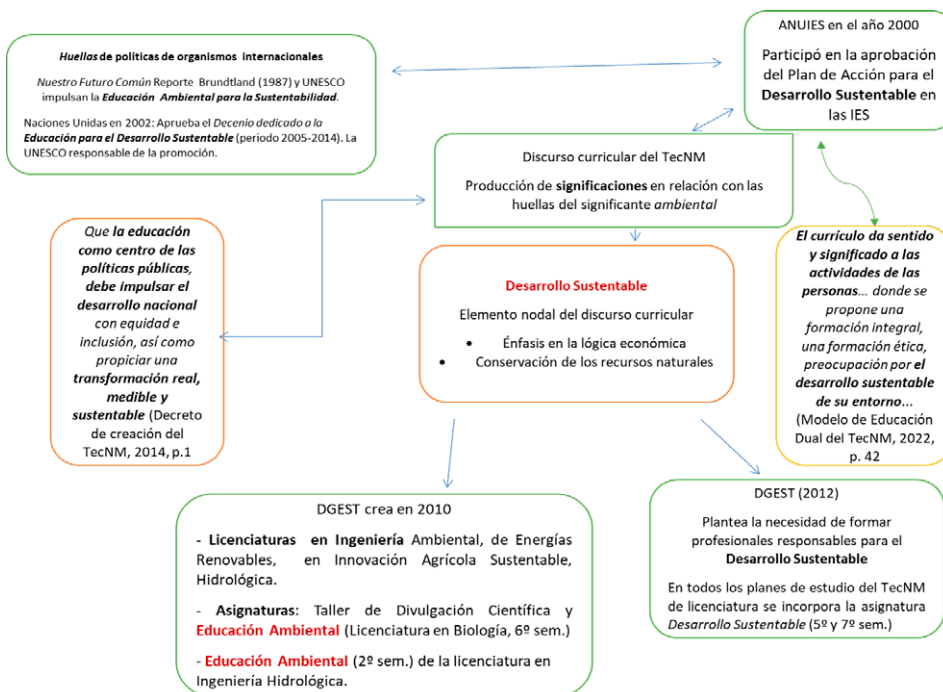 Huellas de políticas de organismos internacionales
Nuestro Futuro Común Reporte Brundtland (1987) y UNESCO
impulsan la Educación Ambiental para la Sustentabilidad.
Naciones Unidas en 2002: Aprueba el Decenio dedicado a la
Educación para el Desarrollo Sustentable (periodo 2005-2014). La
UNESCO responsable de la promoción.
ANUIES en el año 2000
Participó en la aprobación
del Plan de Acción para el
Desarrollo Sustentable en
las IES
Discurso curricular del TecNM
Producción de significaciones en relación con las
huellas del significante ambiental
Que la educación
como centro de las
políticas públicas,
debe impulsar el
desarrollo nacional
con equidad e
inclusión, así como
propiciar una
transformación real,
medible y
sustentable (Decreto
de creación del
TecNM, 2014, p.1
Desarrollo Sustentable
Elemento nodal del discurso curricular
• Énfasis en la lógica económica
• Conservación de los recursos naturales
El currículo da sentido
y significado a las
actividades de las
personas... donde se
propone una
formación integral,
una formación ética,
preocupación por el
desarrollo sustentable
de su entorno...
(Modelo de Educación
Dual del TecNM, 2022,
p. 42
DGEST crea en 2010
- Licenciaturas en Ingeniería Ambiental, de Energías
Renovables, en Innovación Agrícola Sustentable,
Hidrológica.
- Asignaturas: Taller de Divulgación Científica y
Educación Ambiental (Licenciatura en Biología, 6º sem.)
- Educación Ambiental (2º sem.) de la licenciatura en
Ingeniería Hidrológica.
DGEST (2012)
Plantea la necesidad de formar
profesionales responsables para el
Desarrollo Sustentable
En todos los planes de estudio del TecNM
de licenciatura se incorpora la asignatura
Desarrollo Sustentable (5º y 7º sem.)